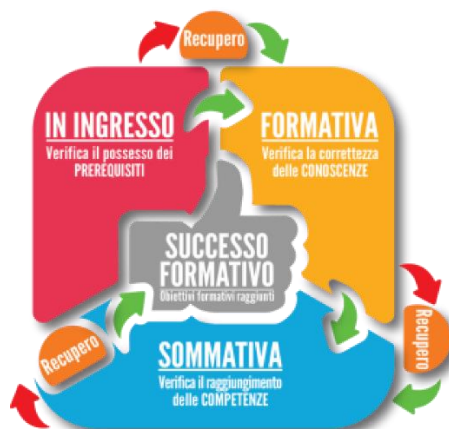 Recupero
IN INGRESSO
Verifica il possesso dei
PREREQUISITI
FORMATIVA
Verifica la correttezza
delle CONOSCENZE
SUCCESSO
FORMATIVO
Obiettivi formativi raggiunti
Recupero
Recupero
SOMMATIVA
Verifica il raggiungimento
delle COMPETENZE